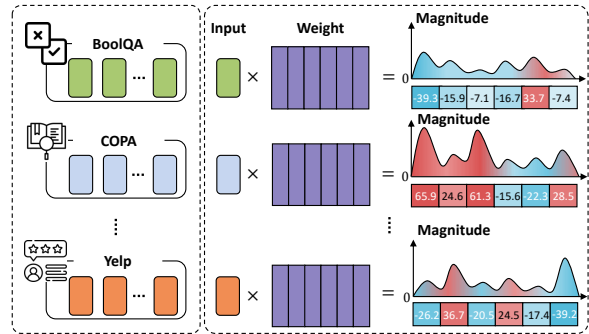 BoolQA
...
COPA
...
Yelp
...
Input
Weight
Magnitude
×
=
0
-39.3 -15.9 -7.1 -16.7 33.7 -7.4
Magnitude
×
=
0
65.9 24.6 61.3 -15.6 -22.3 28.5
Magnitude
×
=
0
-26.2 36.7 -20.5 24.5 -17.4 -39.2